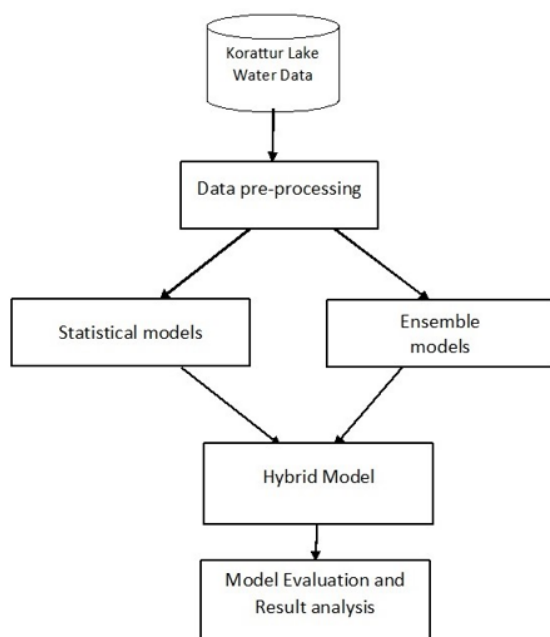 Korattur Lake
Water Data
Data pre-processing
Statistical models
Ensemble
models
Hybrid Model
Model Evaluation and
Result analysis